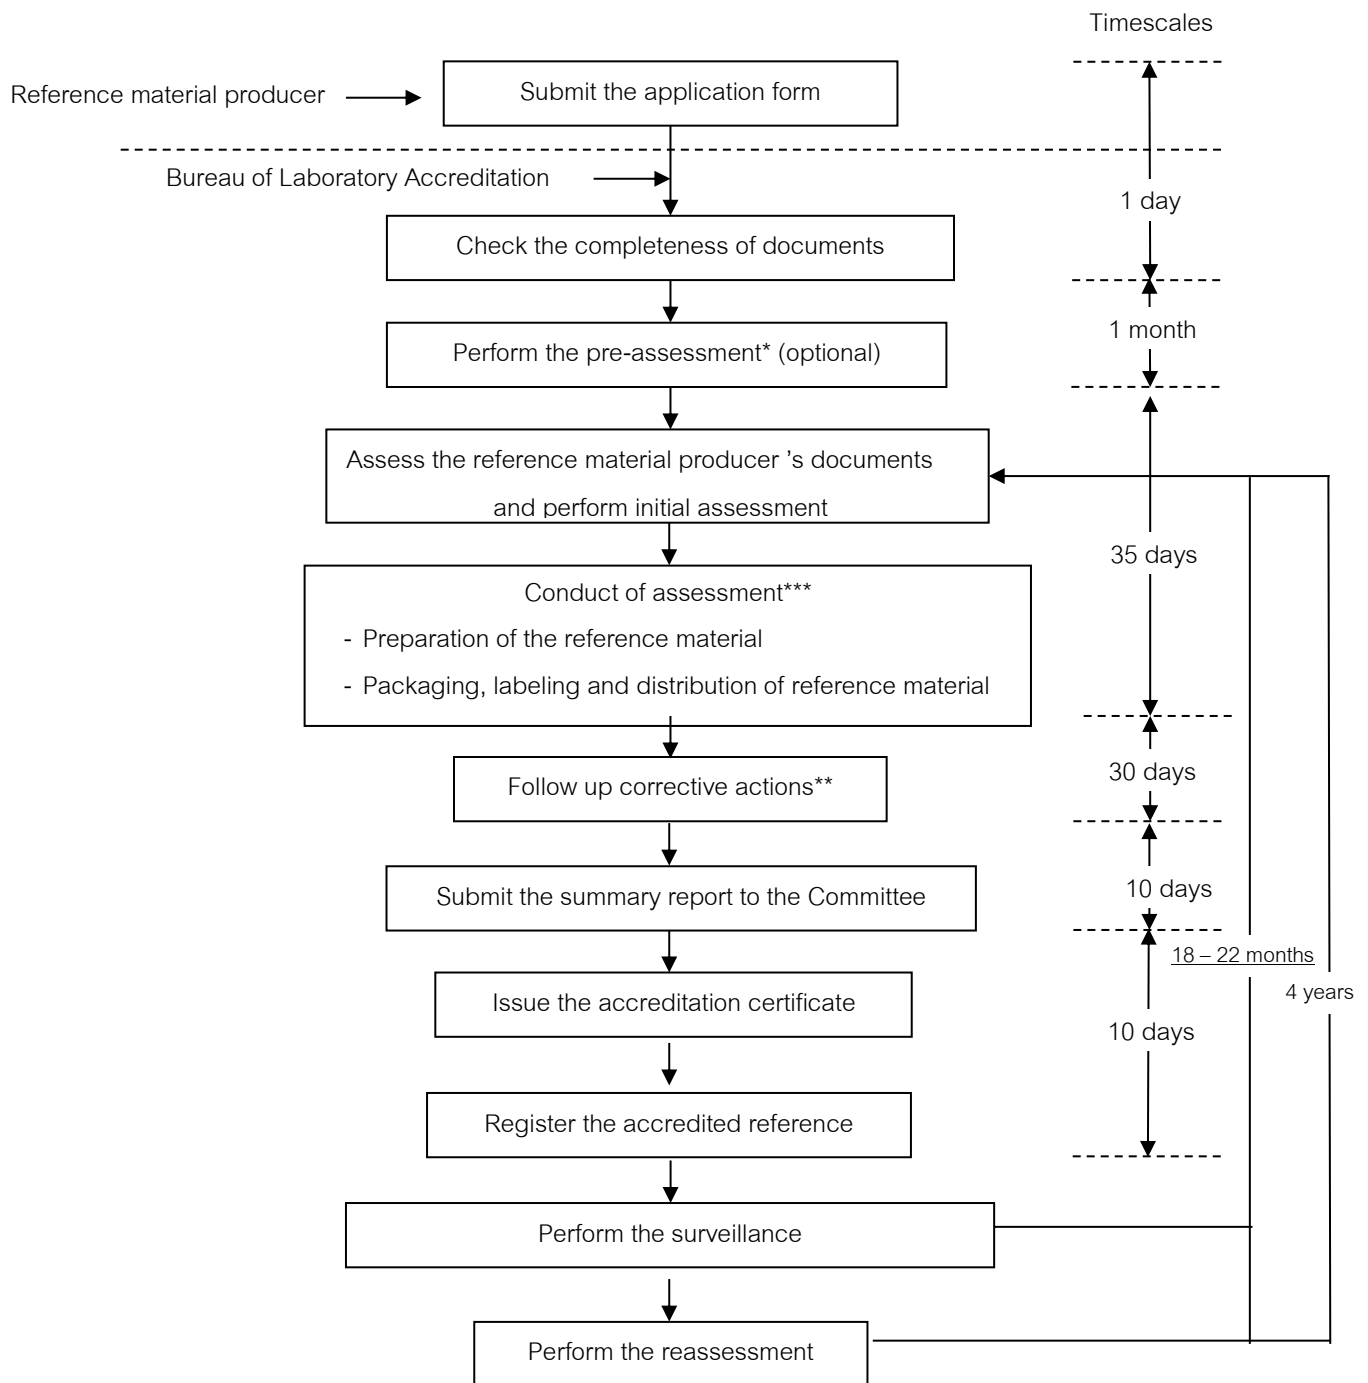 Timescales
Reference material producer
Submit the application form
Bureau of Laboratory Accreditation
1 day
Check the completeness of documents
1 month
Perform the pre-assessment* (optional)
Assess the reference material producer 's documents
and perform initial assessment
35 days
Conduct of assessment***
- Preparation of the reference material
- Packaging, labeling and distribution of reference material
30 days
Follow up corrective actions**
10 days
Submit the summary report to the Committee
18 – 22 months
4 years
Issue the accreditation certificate
10 days
Register the accredited reference
Perform the surveillance
Perform the reassessment